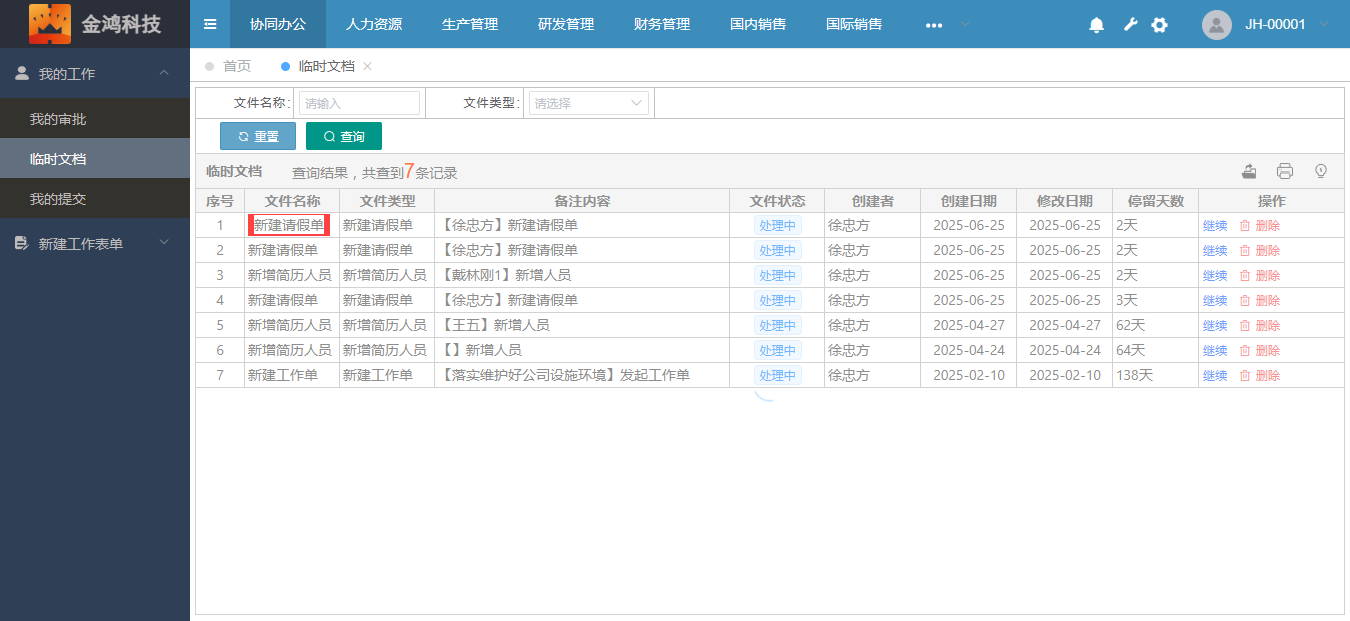 金鸿科技
协同办公 人力资源 生产管理 研发管理 财务管理 国内销售 国际销售 ••• JH-00001
我的工作
我的审批
临时文档
我的提交
新建工作表单
首页 临时文档 ×
文件名称: 请输入 文件类型: 请选择
重置 查询
临时文档 查询结果，共查到7条记录
序号 文件名称 文件类型 备注内容 文件状态 创建者 创建日期 修改日期 停留天数 操作
1 新建请假单 新建请假单 【徐忠方】新建请假单 处理中 徐忠方 2025-06-25 2025-06-25 2天 继续 删除
2 新建请假单 新建请假单 【徐忠方】新建请假单 处理中 徐忠方 2025-06-25 2025-06-25 2天 继续 删除
3 新增简历人员 新增简历人员 【戴林刚1】新增人员 处理中 徐忠方 2025-06-25 2025-06-25 2天 继续 删除
4 新建请假单 新建请假单 【徐忠方】新建请假单 处理中 徐忠方 2025-06-25 2025-06-25 3天 继续 删除
5 新增简历人员 新增简历人员 【王五】新增人员 处理中 徐忠方 2025-04-27 2025-04-27 62天 继续 删除
6 新增简历人员 新增简历人员 【】新增人员 处理中 徐忠方 2025-04-24 2025-04-24 64天 继续 删除
7 新建工作单 新建工作单 【落实维护好公司设施环境】发起工作单 处理中 徐忠方 2025-02-10 2025-02-10 138天 继续 删除